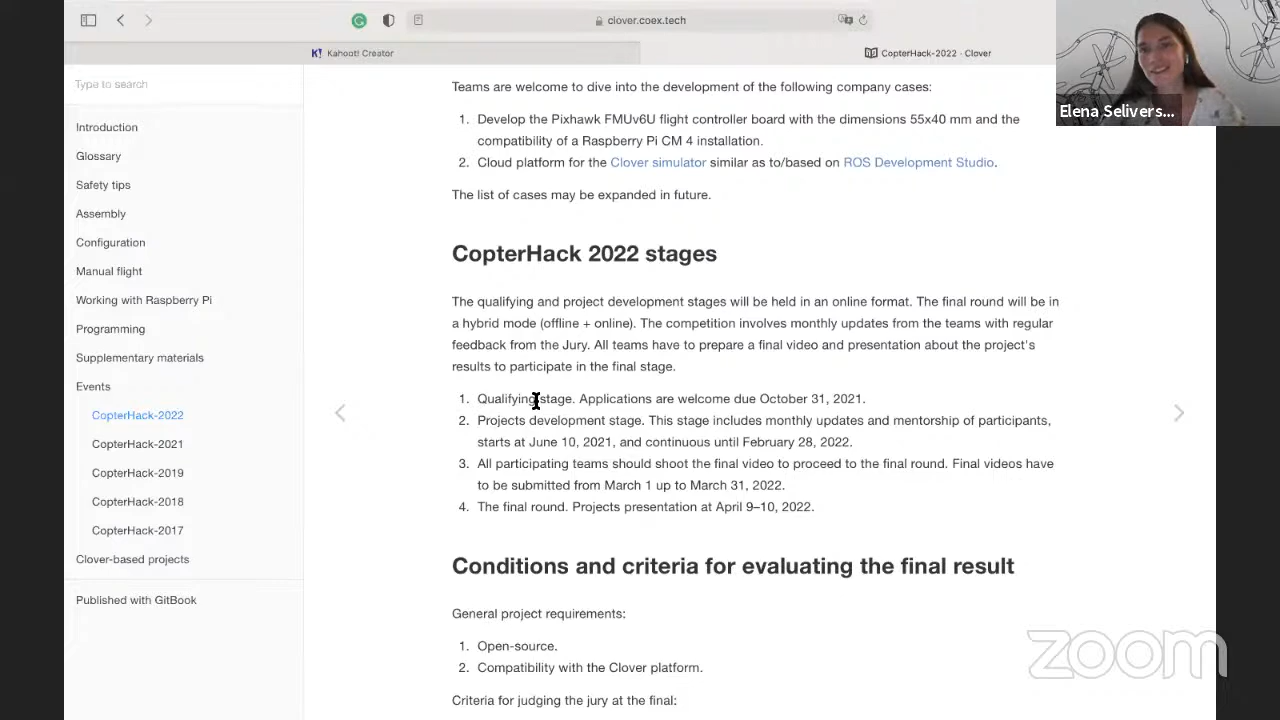 clover.coex.tech
K! Kahoot! Creator
CopterHack-2022 · Clover
Elena Selivers...
Type to search
Introduction
Glossary
Safety tips
Assembly
Configuration
Manual flight
Working with Raspberry Pi
Programming
Supplementary materials
Events
CopterHack-2022
CopterHack-2021
CopterHack-2019
CopterHack-2018
CopterHack-2017
Clover-based projects
Published with GitBook
Teams are welcome to dive into the development of the following company cases:
1. Develop the Pixhawk FMUv6U flight controller board with the dimensions 55x40 mm and the
compatibility of a Raspberry Pi CM 4 installation.
2. Cloud platform for the Clover simulator similar as to/based on ROS Development Studio.
The list of cases may be expanded in future.
CopterHack 2022 stages
The qualifying and project development stages will be held in an online format. The final round will be in
a hybrid mode (offline + online). The competition involves monthly updates from the teams with regular
feedback from the Jury. All teams have to prepare a final video and presentation about the project's
results to participate in the final stage.
1. Qualifying stage. Applications are welcome due October 31, 2021.
2. Projects development stage. This stage includes monthly updates and mentorship of participants,
starts at June 10, 2021, and continuous until February 28, 2022.
3. All participating teams should shoot the final video to proceed to the final round. Final videos have
to be submitted from March 1 up to March 31, 2022.
4. The final round. Projects presentation at April 9–10, 2022.
Conditions and criteria for evaluating the final result
General project requirements:
1. Open-source.
2. Compatibility with the Clover platform.
Criteria for judging the jury at the final:
zoom